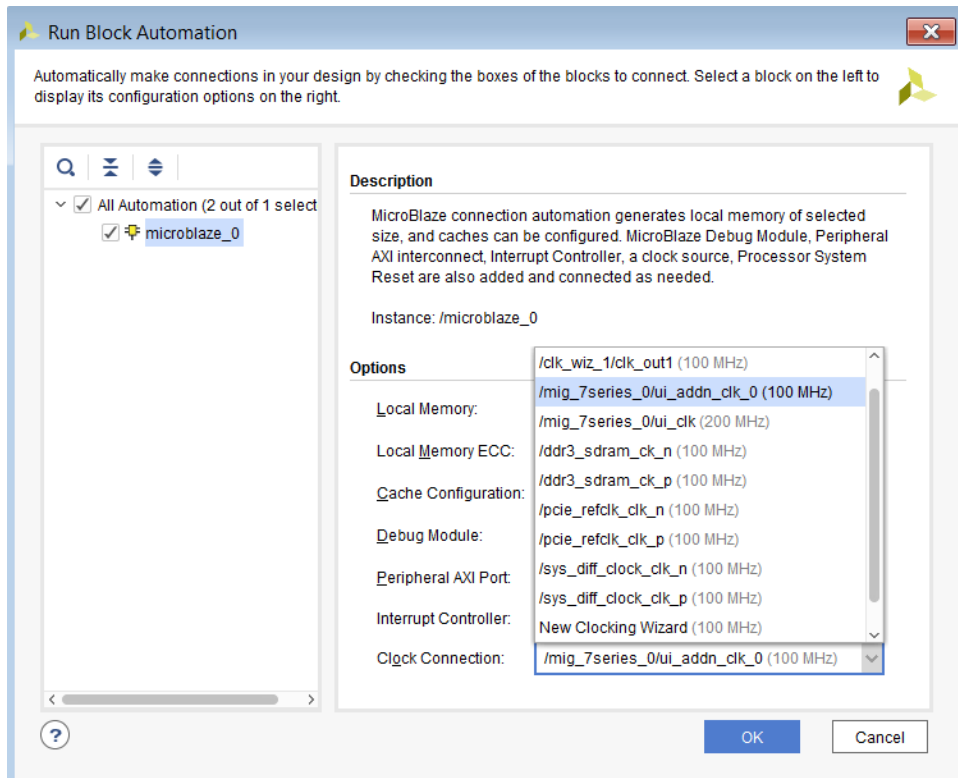 Run Block Automation
Automatically make connections in your design by checking the boxes of the blocks to connect. Select a block on the left to
display its configuration options on the right.
All Automation (2 out of 1 select
microblaze_0
Description
MicroBlaze connection automation generates local memory of selected
size, and caches can be configured. MicroBlaze Debug Module, Peripheral
AXI interconnect, Interrupt Controller, a clock source, Processor System
Reset are also added and connected as needed.
Instance: /microblaze_0
Options
Local Memory:
Local Memory ECC:
Cache Configuration:
Debug Module:
Peripheral AXI Port:
Interrupt Controller:
Clock Connection:
/clk_wiz_1/clk_out1 (100 MHz)
/mig_7series_0/ui_addn_clk_0 (100 MHz)
/mig_7series_0/ui_clk (200 MHz)
/ddr3_sdram_ck_n (100 MHz)
/ddr3_sdram_ck_p (100 MHz)
/pcie_refclk_clk_n (100 MHz)
/pcie_refclk_clk_p (100 MHz)
/sys_diff_clock_clk_n (100 MHz)
/sys_diff_clock_clk_p (100 MHz)
New Clocking Wizard (100 MHz)
/mig_7series_0/ui_addn_clk_0 (100 MHz)
?
OK
Cancel